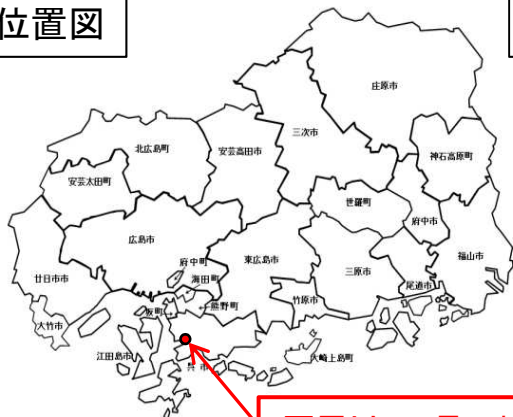 位置図
庄原市
三次市
北広島町
安芸高田市
神石高原町
安芸太田町
世羅町
府中市
広島市
府中町
東広島市
福山市
三原市
海田町
廿日市市
尾道市
熊野町
竹原市
坂町
大竹市
江田島市
大崎上島町
呉市